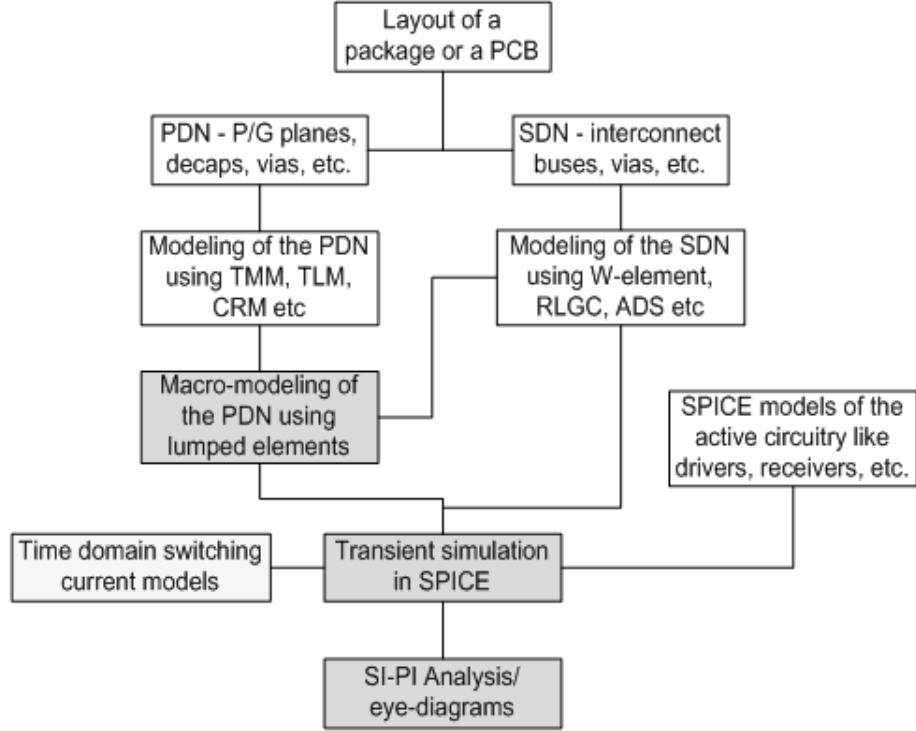 Layout of a
package or a PCB
PDN - P/G planes,
decaps, vias, etc.
SDN - interconnect
buses, vias, etc.
Modeling of the PDN
using TMM, TLM,
CRM etc
Modeling of the SDN
using W-element,
RLGC, ADS etc
Macro-modeling of
the PDN using
lumped elements
SPICE models of the
active circuitry like
drivers, receivers, etc.
Time domain switching
current models
Transient simulation
in SPICE
SI-PI Analysis/
eye-diagrams